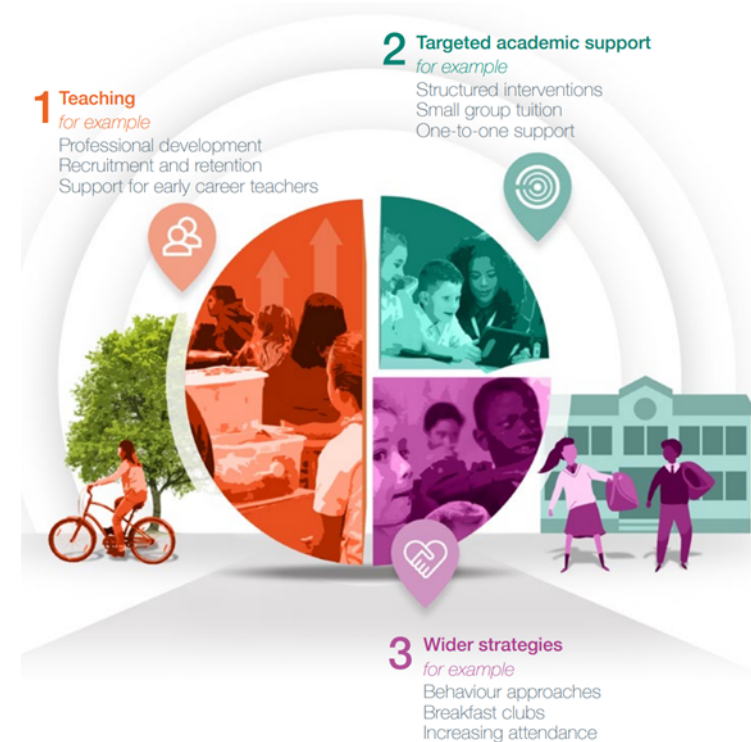 1 Teaching
for example
Professional development
Recruitment and retention
Support for early career teachers
2 Targeted academic support
for example
Structured interventions
Small group tuition
One-to-one support
3 Wider strategies
for example
Behaviour approaches
Breakfast clubs
Increasing attendance